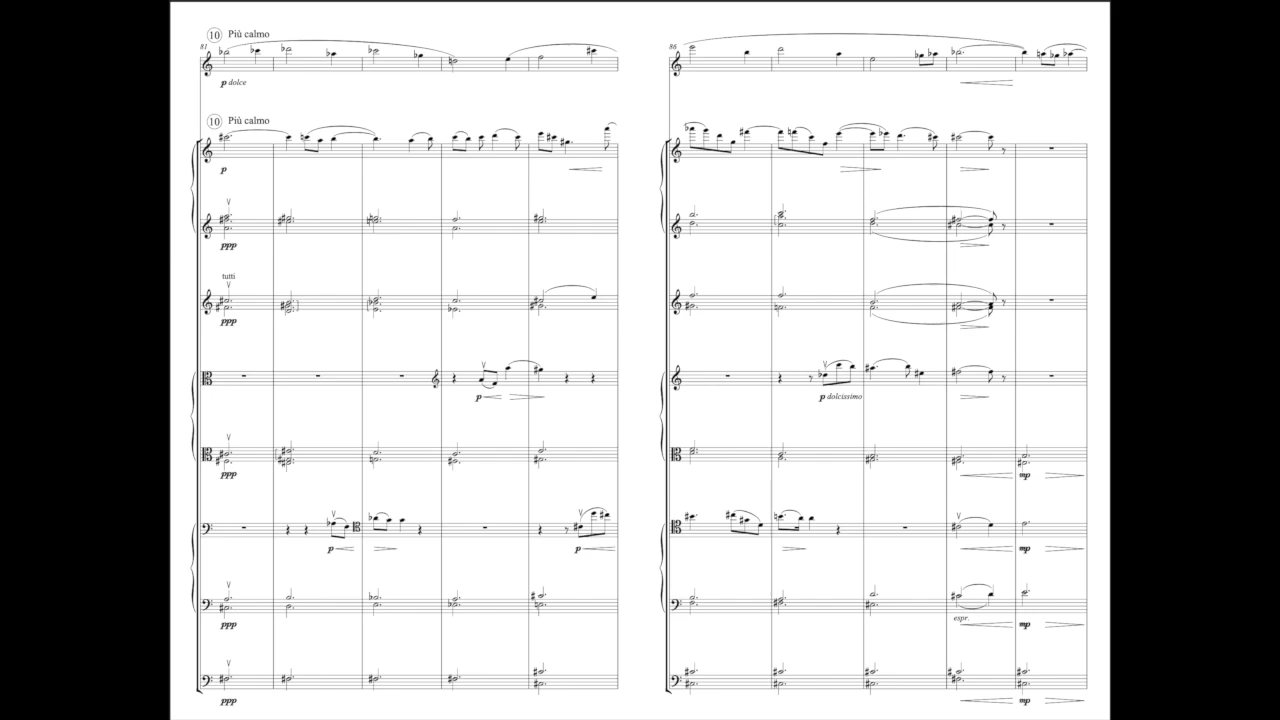 10 Più calmo
81
p dolce
10 Più calmo
p
ppp
tutti
ppp
p
ppp
p
p
ppp
ppp
86
p dolcissimo
mp
mp
espr.
mp
mp